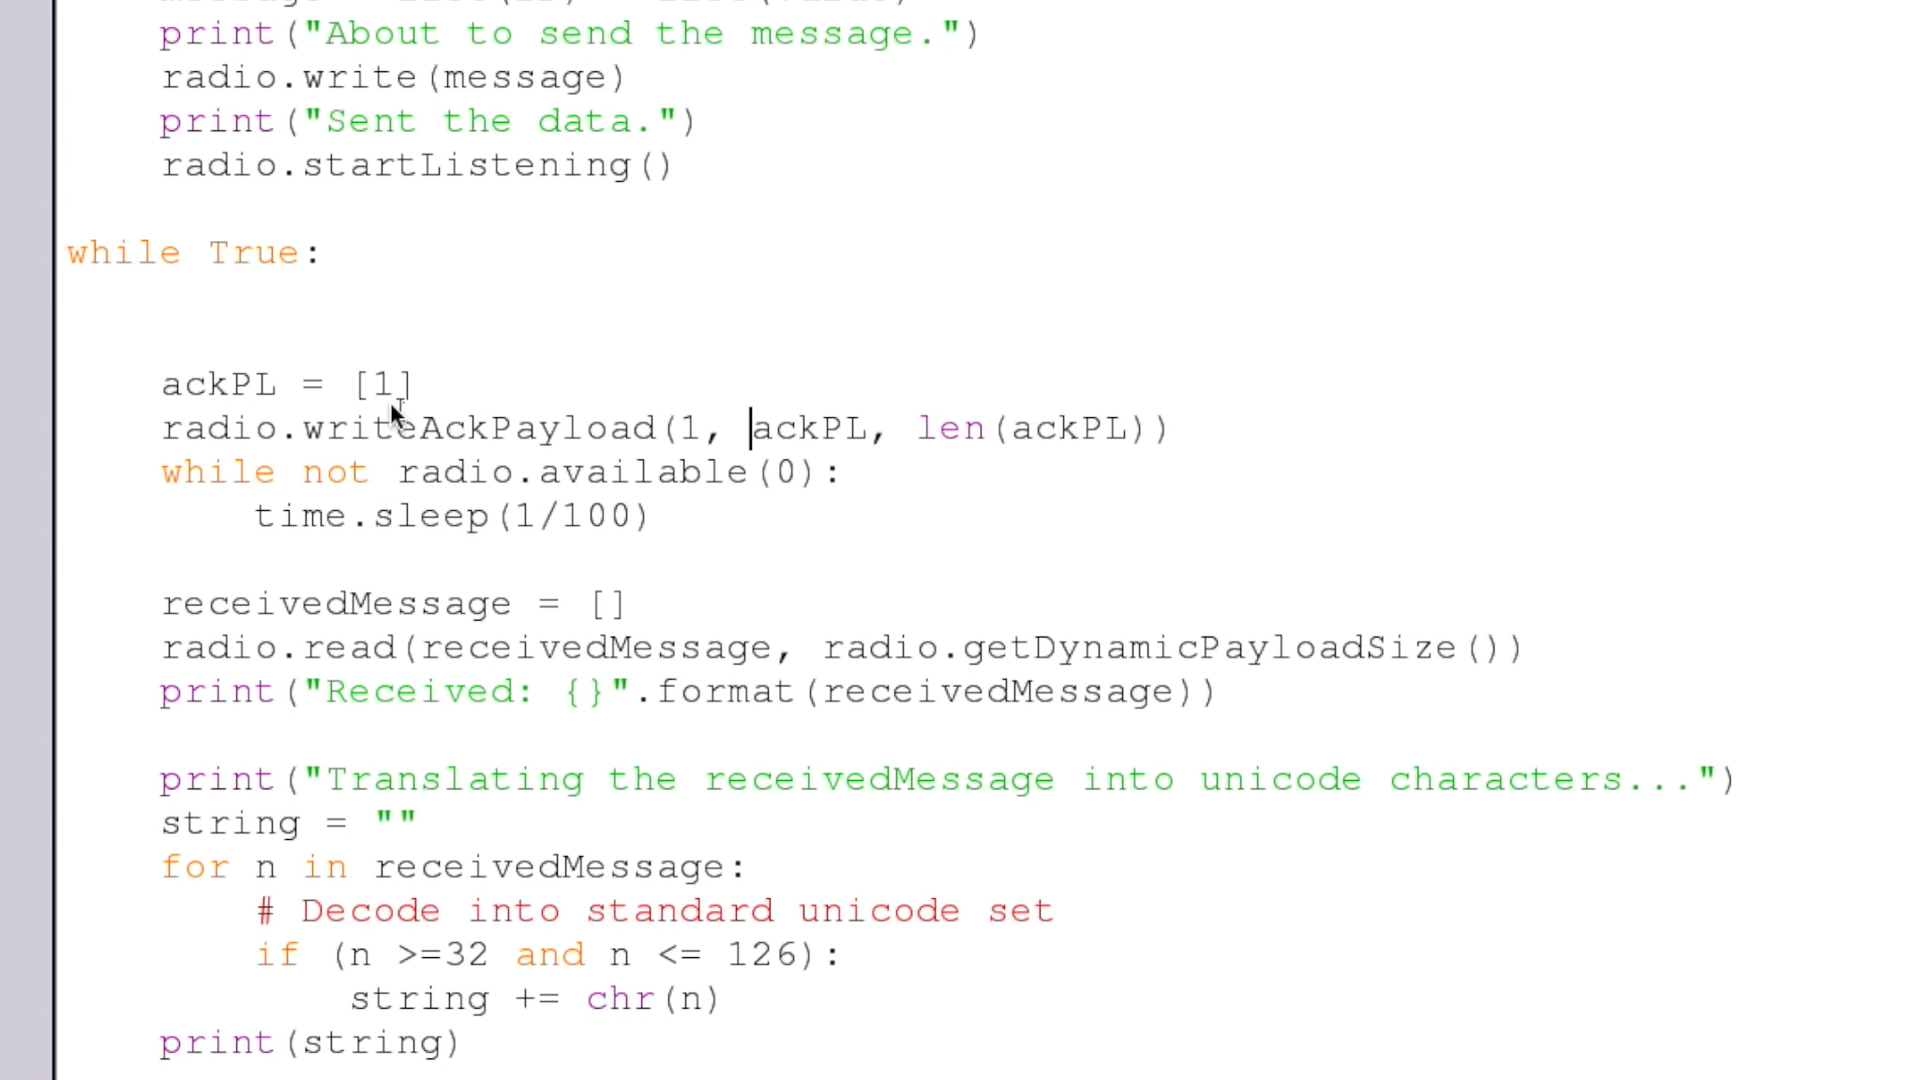 print("About to send the message.")
radio.write(message)
print("Sent the data.")
radio.startListening()
while True:
ackPL = [1]
radio.writeAckPayload(1, ackPL, len(ackPL))
while not radio.available(0):
time.sleep(1/100)
receivedMessage = []
radio.read(receivedMessage, radio.getDynamicPayloadSize())
print("Received: {}".format(receivedMessage))
print("Translating the receivedMessage into unicode characters...")
string = ""
for n in receivedMessage:
# Decode into standard unicode set
if (n >=32 and n <= 126):
string += chr(n)
print(string)